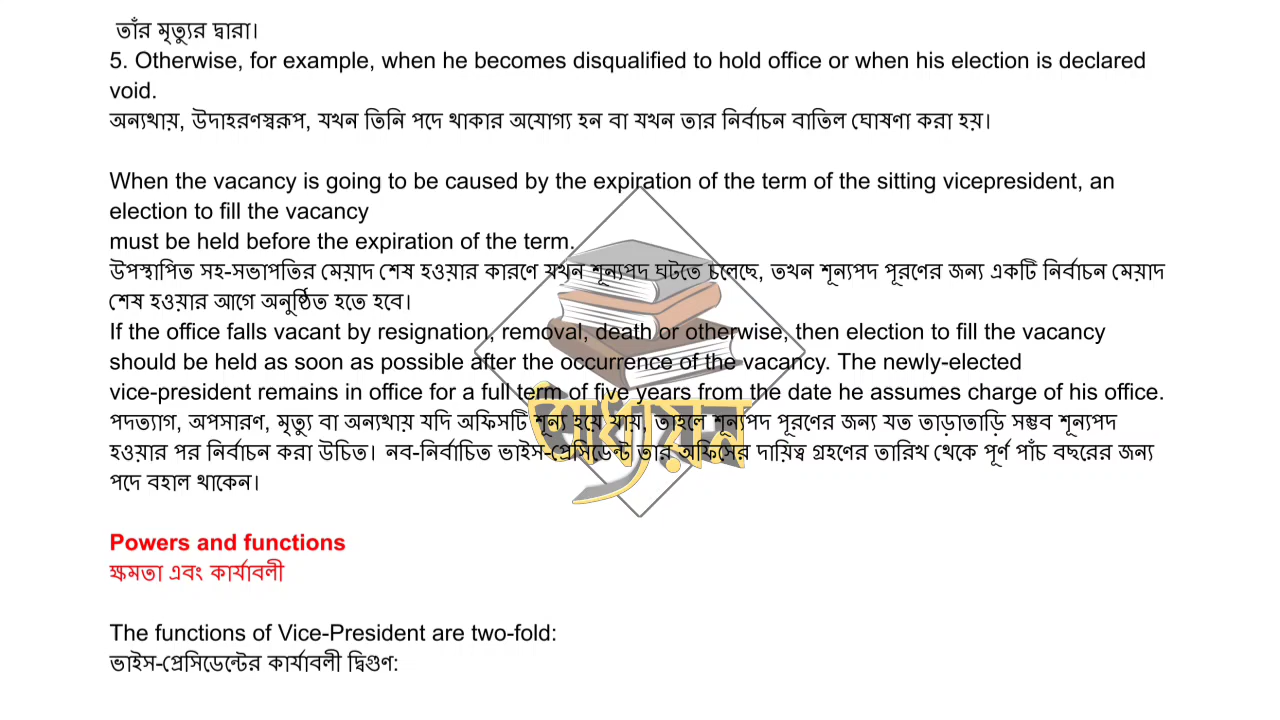 তাঁর মৃত্যুর দ্বারা।
5. Otherwise, for example, when he becomes disqualified to hold office or when his election is declared
void.
অন্যথায়, উদাহরণস্বরূপ, যখন তিনি পদে থাকার অযোগ্য হন বা যখন তার নির্বাচন বাতিল ঘোষণা করা হয়।
When the vacancy is going to be caused by the expiration of the term of the sitting vicepresident, an
election to fill the vacancy
must be held before the expiration of the term.
উপস্থাপিত সহ-সভাপতির মেয়াদ শেষ হওয়ার কারণে যখন শূন্যপদ ঘটতে চলেছে, তখন শূন্যপদ পূরণের জন্য একটি নির্বাচন মেয়াদ
শেষ হওয়ার আগে অনুষ্ঠিত হতে হবে।
If the office falls vacant by resignation, removal, death or otherwise, then election to fill the vacancy
should be held as soon as possible after the occurrence of the vacancy. The newly-elected
vice-president remains in office for a full term of five years from the date he assumes charge of his office.
পদত্যাগ, অপসারণ, মৃত্যু বা অন্যথায় যদি অফিসটি শূন্য হয়ে যায়, তাহলে শূন্যপদ পূরণের জন্য যত তাড়াতাড়ি সম্ভব শূন্যপদ
হওয়ার পর নির্বাচন করা উচিত। নব-নির্বাচিত ভাইস-প্রেসিডেন্ট তার অফিসের দায়িত্ব গ্রহণের তারিখ থেকে পূর্ণ পাঁচ বছরের জন্য
পদে বহাল থাকেন।
অধ্যয়ন
Powers and functions
ক্ষমতা এবং কার্যাবলী
The functions of Vice-President are two-fold:
ভাইস-প্রেসিডেন্টের কার্যাবলী দ্বিগুণ: